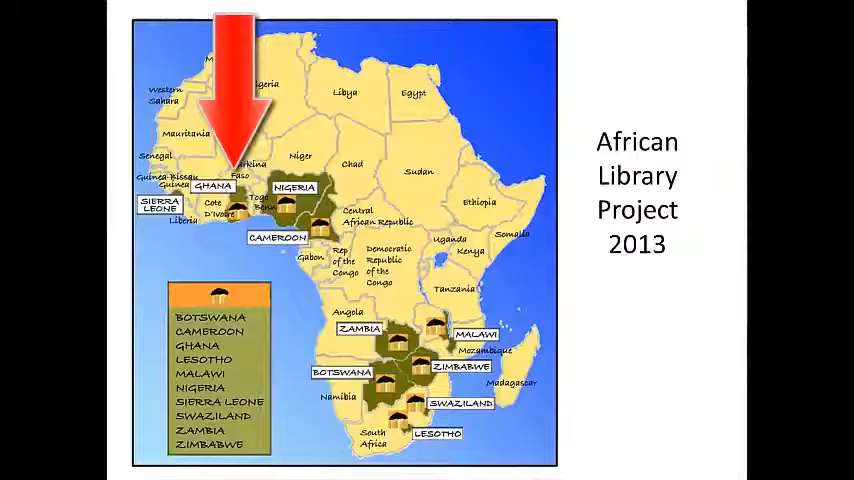 African
Library
Project
2013
Western
Sahara
Libya
Egypt
Mauritania
Niger
Chad
Sudan
Senegal
Faso
Guinea-Bissau
Guinea
GHANA
NIGERIA
SIERRA
LEONE
Cote
D'Ivoire
Togo
Liberia
CAMEROON
Central
African Republic
Ethiopia
Somalia
Uganda
Kenya
Gabon
Rep
of the
Congo
Democratic
Republic
of the
Congo
Tanzania
Angola
ZAMBIA
MALAWI
Mozambique
BOTSWANA
ZIMBABWE
Madagascar
Namibia
SWAZILAND
South
Africa
LESOTHO
BOTSWANA
CAMEROON
GHANA
LESOTHO
MALAWI
NIGERIA
SIERRA LEONE
SWAZILAND
ZAMBIA
ZIMBABWE